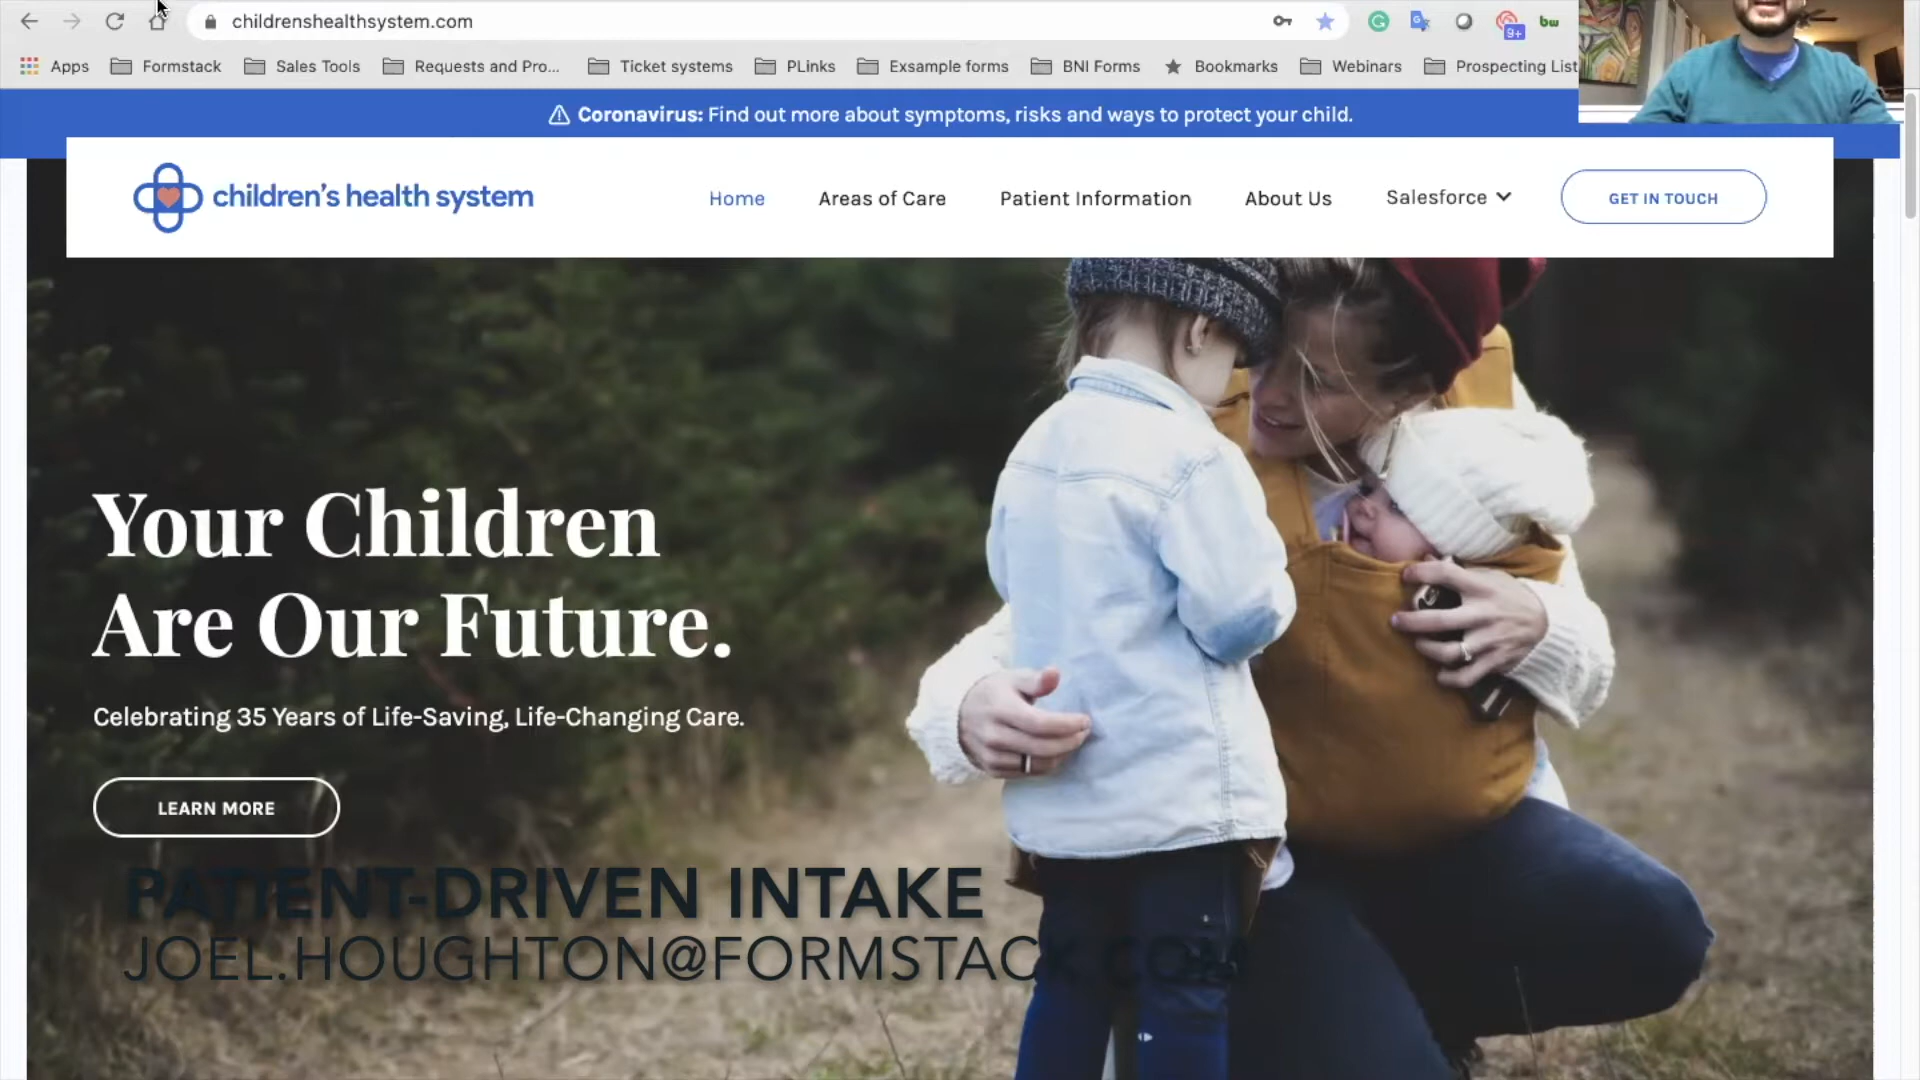 childrenshealthsystem.com
9+
bw
Apps
Formstack
Sales Tools
Requests and Pro...
Ticket systems
PLinks
Exsample forms
BNI Forms
Bookmarks
Webinars
Prospecting List
Coronavirus: Find out more about symptoms, risks and ways to protect your child.
children's health system
Home
Areas of Care
Patient Information
About Us
Salesforce
GET IN TOUCH
Your Children
Are Our Future.
Celebrating 35 Years of Life-Saving, Life-Changing Care.
LEARN MORE
PATIENT-DRIVEN INTAKE
JOEL.HOUGHTON@FORMSTACK.COM